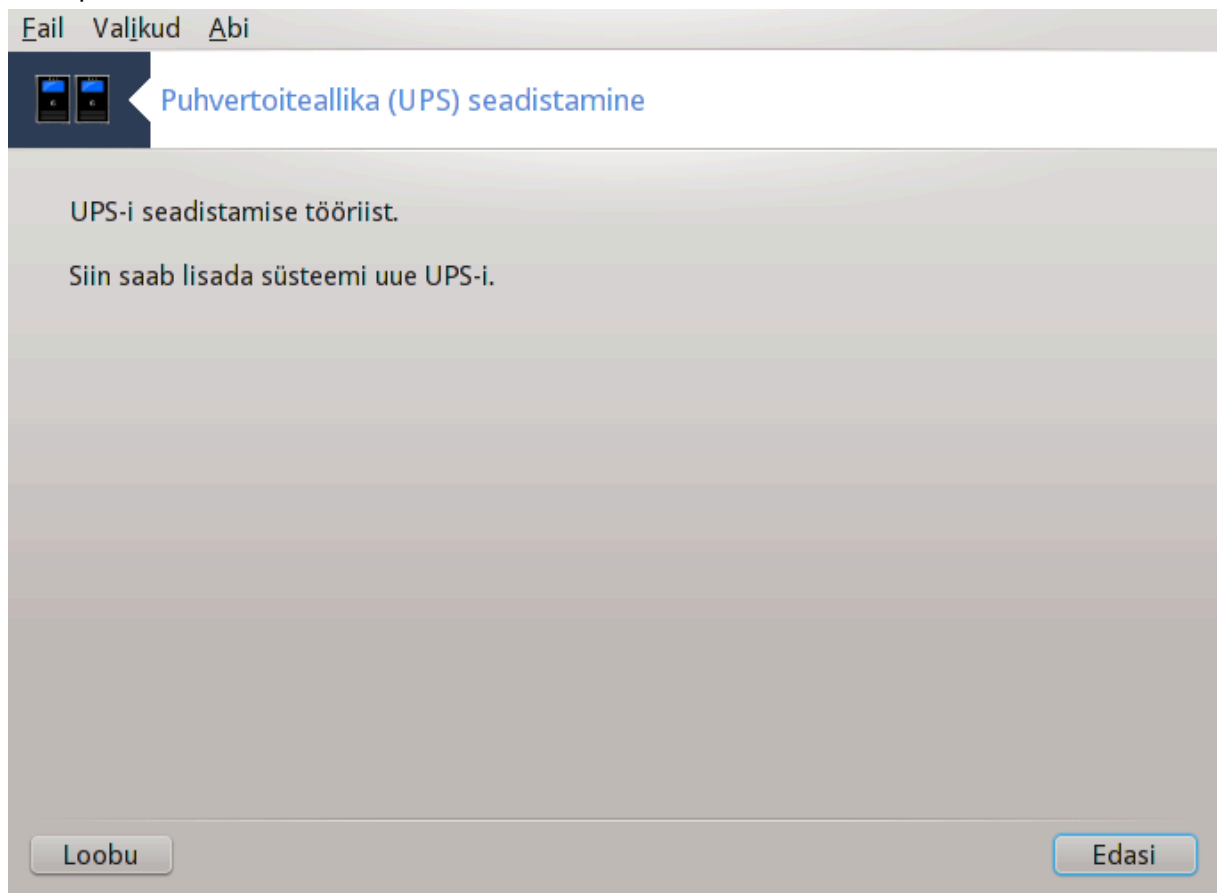 Fail Valikud Abi
Puhvertoiteallika (UPS) seadistamine
UPS-i seadistamise tööriist.
Siin saab lisada süsteemi uue UPS-i.
Loobu Edasi